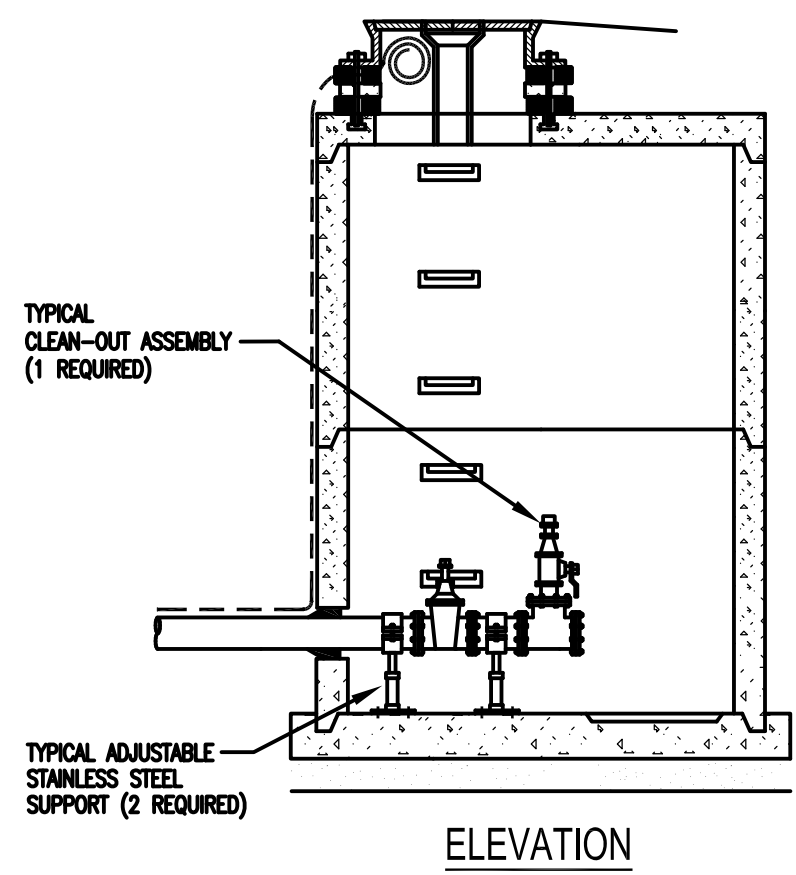 TYPICAL
CLEAN-OUT ASSEMBLY
(1 REQUIRED)
TYPICAL ADJUSTABLE
STAINLESS STEEL
SUPPORT (2 REQUIRED)
ELEVATION